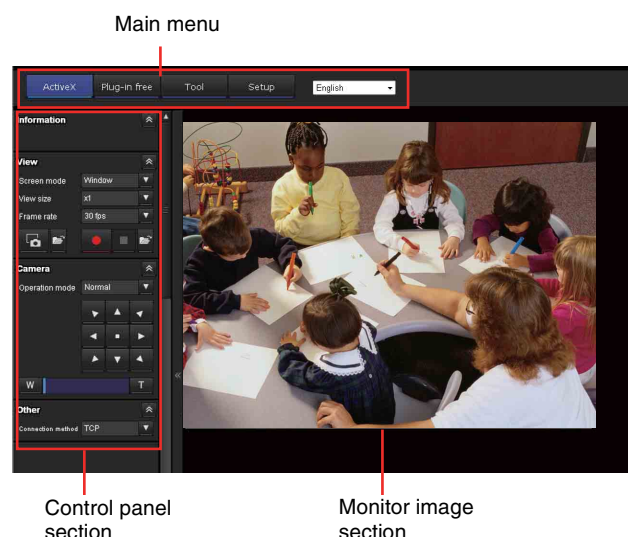 Main menu
ActiveX Plug-in free Tool Setup English
Information
View
Screen mode Window
View size x1
Frame rate 30 fps
Camera
Operation mode Normal
W T
Other
Connection method TCP
Control panel
section
Monitor image
section